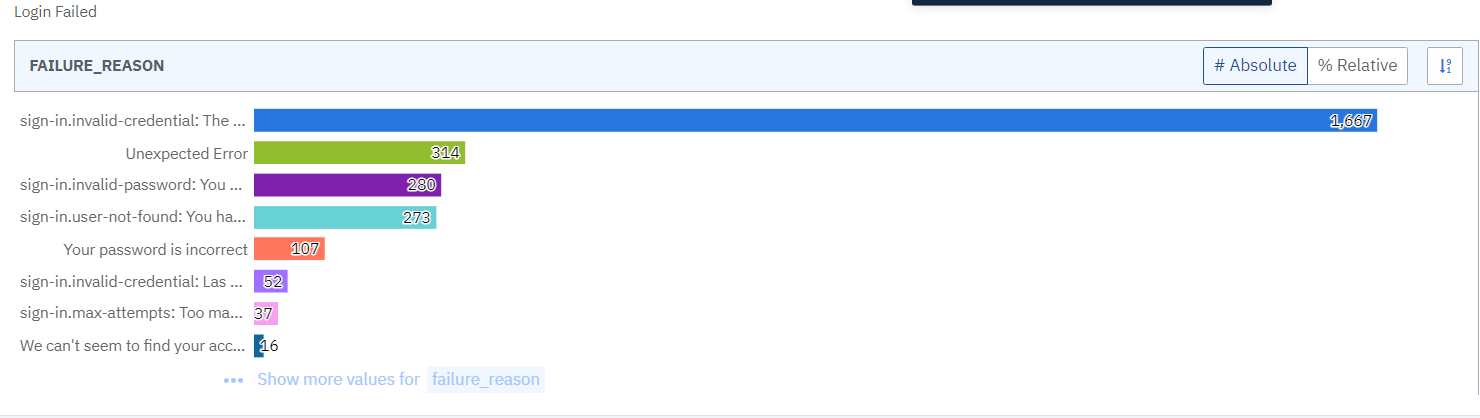 Login Failed
FAILURE_REASON # Absolute % Relative
sign-in.invalid-credential: The ... 1,667
Unexpected Error 314
sign-in.invalid-password: You ... 280
sign-in.user-not-found: You ha... 273
Your password is incorrect 107
sign-in.invalid-credential: Las ... 52
sign-in.max-attempts: Too ma... 37
We can't seem to find your acc... 16
••• Show more values for failure_reason